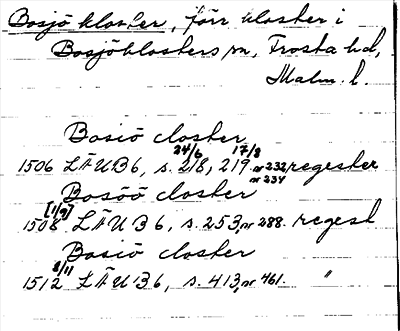 Bosjö kloster, förr kloster i
Bosjöklosters sn, Frosta hd,
Malm. l.
Bosiö closter
24/6 17/8
1506 LÄUB 6, s. 218, 219 nr 232 regester
nr 234
Bosöö closter
[1/9]
1508 LÄUB 6, s. 253, nr 288. regest
Bosiö closter
8/11
1512 LÄUB 6, s. 413, nr 461. "